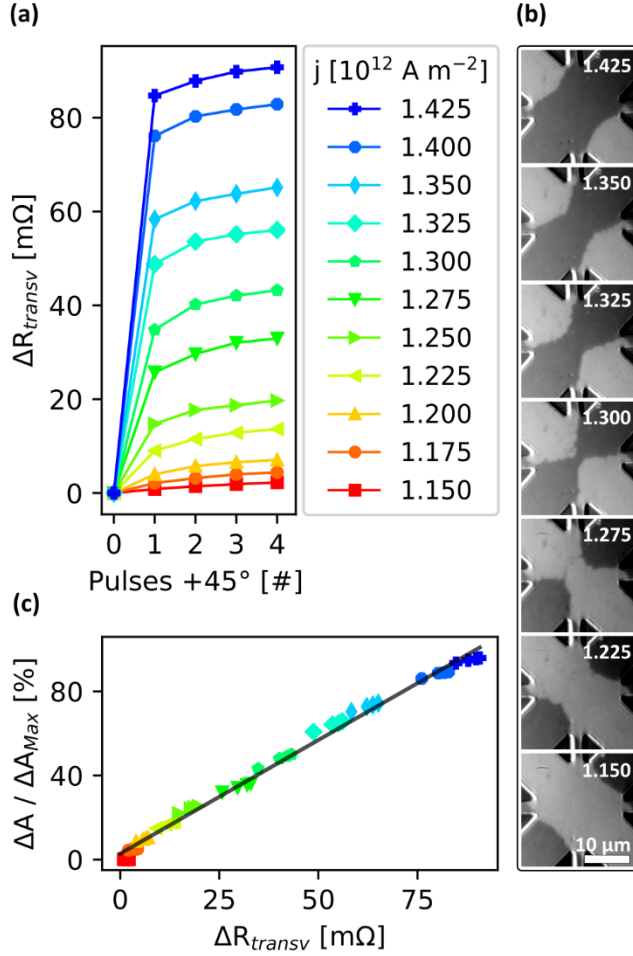 (a)
80
60
40
20
0
ΔR_transv [mΩ]
0 1 2 3 4
Pulses +45° [#]
j [10¹² A m⁻²]
1.425
1.400
1.350
1.325
1.300
1.275
1.250
1.225
1.200
1.175
1.150
(b)
1.425
1.350
1.325
1.300
1.275
1.225
1.150
10 μm
(c)
80
40
0
ΔA / ΔA_Max [%]
0 25 50 75
ΔR_transv [mΩ]